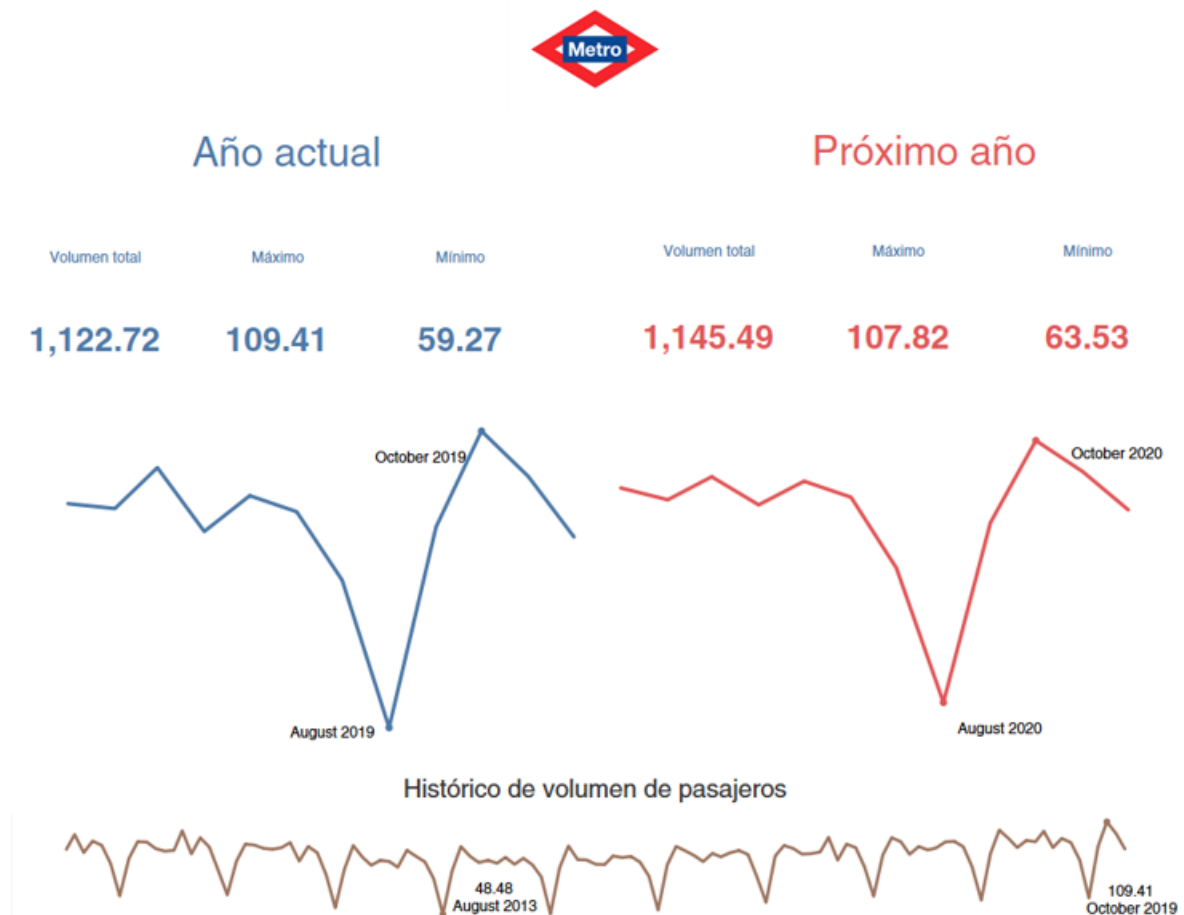 Metro
Año actual
Próximo año
Volumen total
Máximo
Mínimo
Volumen total
Máximo
Mínimo
1,122.72
109.41
59.27
1,145.49
107.82
63.53
October 2019
October 2020
August 2019
August 2020
Histórico de volumen de pasajeros
48.48
August 2013
109.41
October 2019